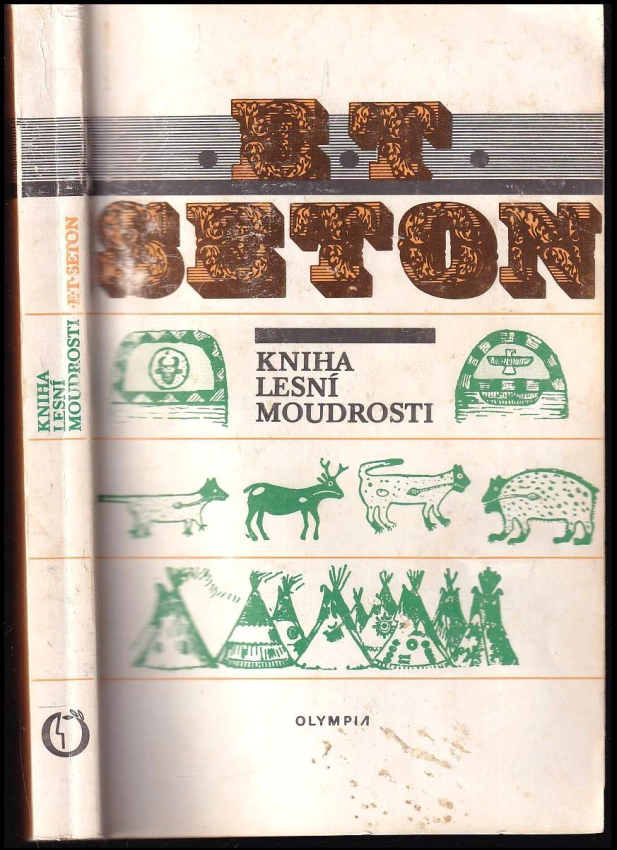 E·T·
SETON
KNIHA
LESNÍ
MOUDROSTI
OLYMPIA
KNIHA
LESNÍ
MOUDROSTI ·E·T·SETON